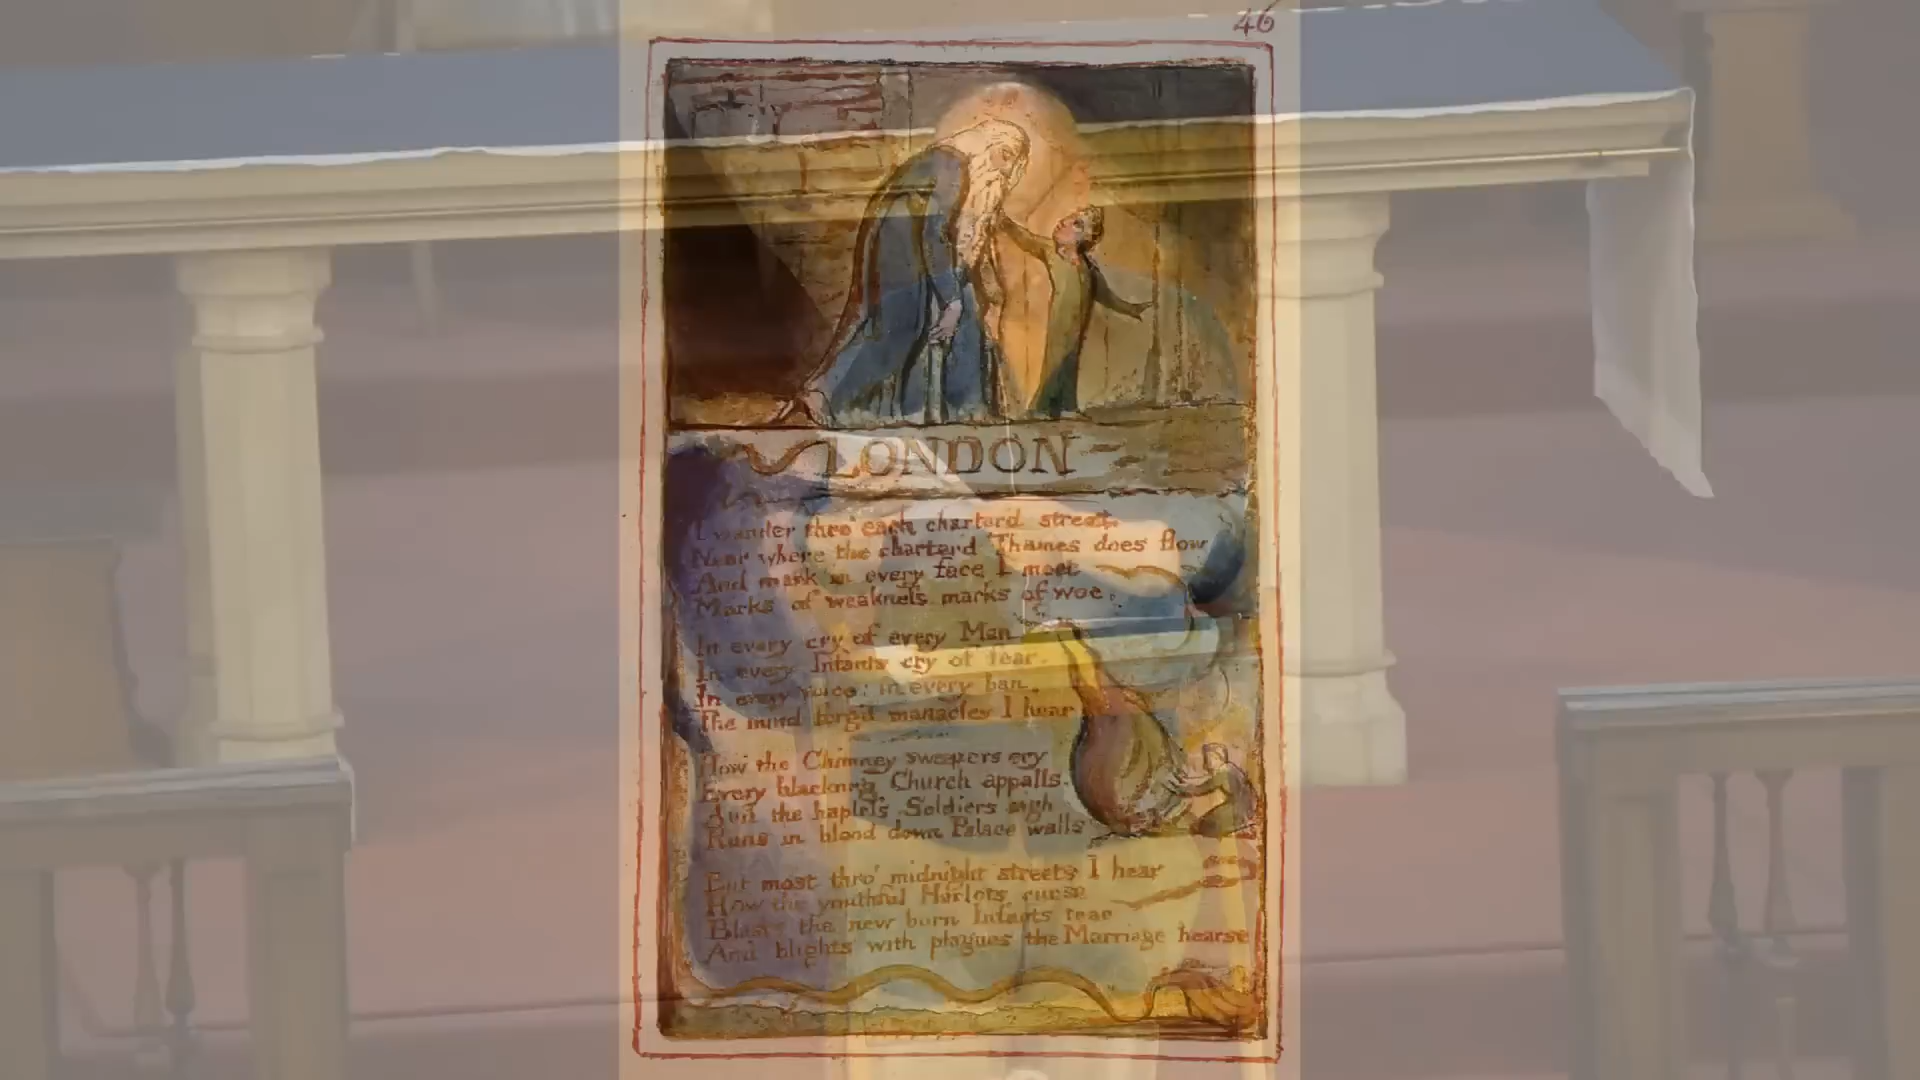 46
LONDON
I wander thro' each charterd street,
Near where the charterd Thames does flow
And mark in every face I meet
Marks of weakness marks of woe.
In every cry of every Man
In every Infants cry of fear.
In every voice; in every ban.
The mind forg'd manacles I hear
How the Chimney sweepers cry
Every blackning Church appalls.
And the hapless Soldiers sigh
Runs in blood down Palace walls
But most thro' midnight streets I hear
How the youthful Harlots curse
Blasts the new born Infants tear
And blights with plagues the Marriage hearse